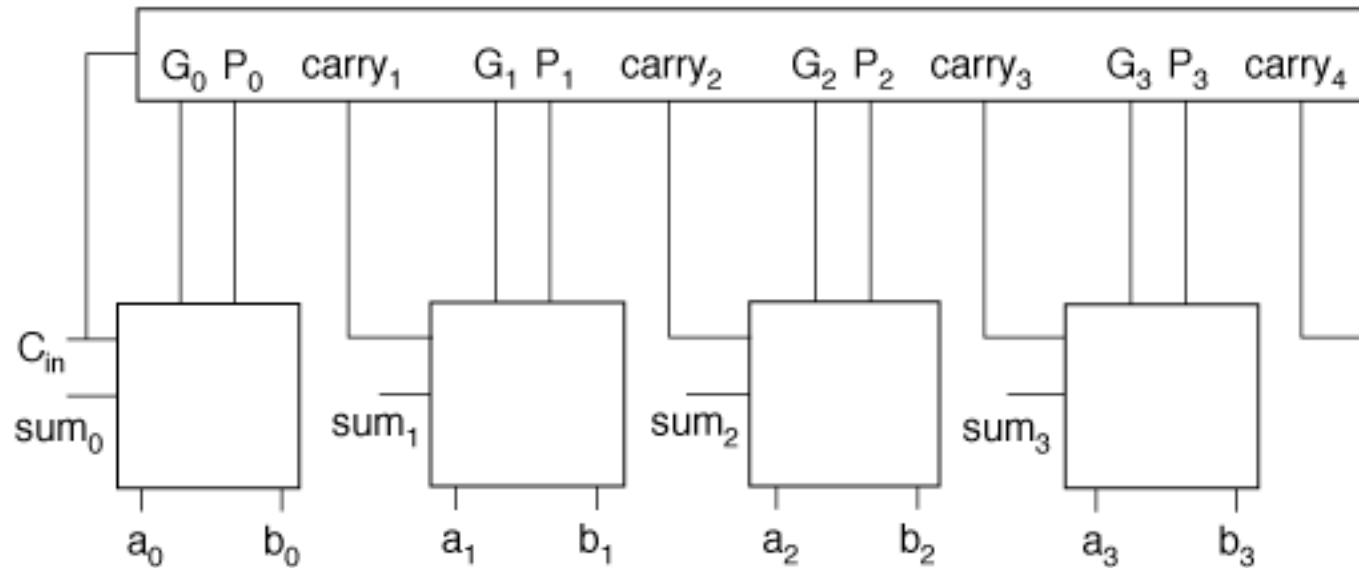 G₀ P₀ carry₁ G₁ P₁ carry₂ G₂ P₂ carry₃ G₃ P₃ carry₄
C_in
sum₀ sum₁ sum₂ sum₃
a₀ b₀ a₁ b₁ a₂ b₂ a₃ b₃